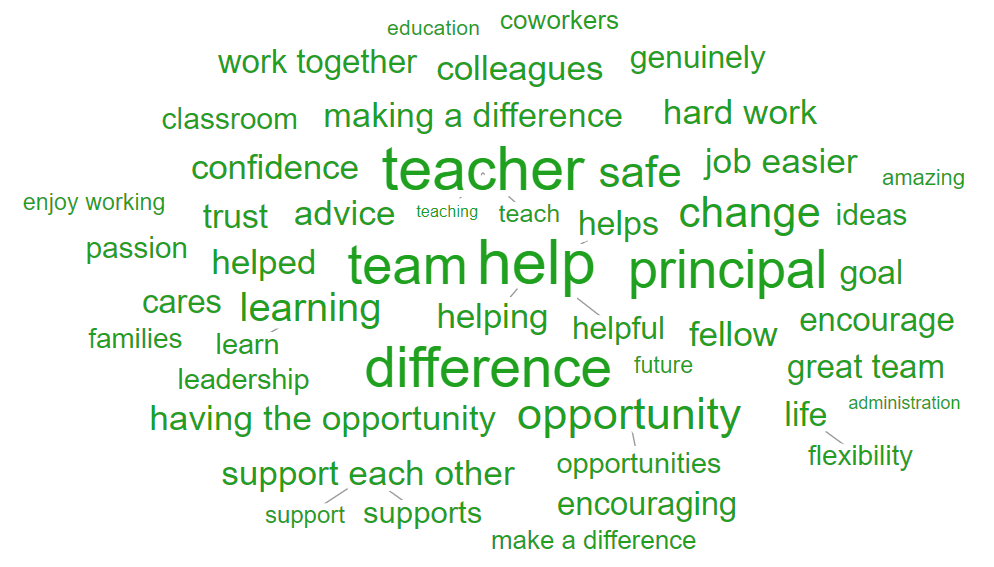 education coworkers
work together colleagues genuinely
classroom making a difference hard work
confidence teacher safe job easier amazing
enjoy working trust advice teaching teach helps change ideas
passion helped team help principal goal
cares learning helping helpful fellow encourage
families learn leadership difference future great team
having the opportunity opportunity life administration
support each other opportunities flexibility
support supports encouraging
make a difference